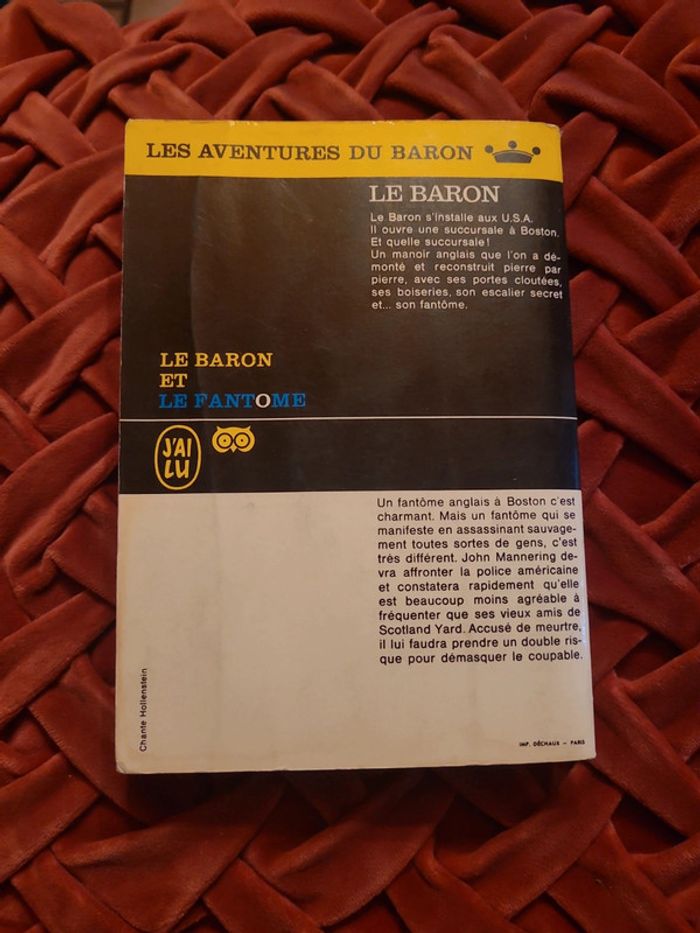 LES AVENTURES DU BARON
LE BARON
Le Baron s'installe aux U.S.A.
Il ouvre une succursale à Boston.
Et quelle succursale!
Un manoir anglais que l'on a dé-
monté et reconstruit pierre par
pierre, avec ses portes cloutées,
ses boiseries, son escalier secret
et... son fantôme.
LE BARON
ET
LE FANTOME
J'AI
LU
Un fantôme anglais à Boston c'est
charmant. Mais un fantôme qui se
manifeste en assassinant sauvage-
ment toutes sortes de gens, c'est
très différent. John Mannering de-
vra affronter la police américaine
et constatera rapidement qu'elle
est beaucoup moins agréable à
fréquenter que ses vieux amis de
Scotland Yard. Accusé de meurtre,
il lui faudra prendre un double ris-
que pour démasquer le coupable.
Chante Hollenstein
IMP. DÉCHAUX — PARIS